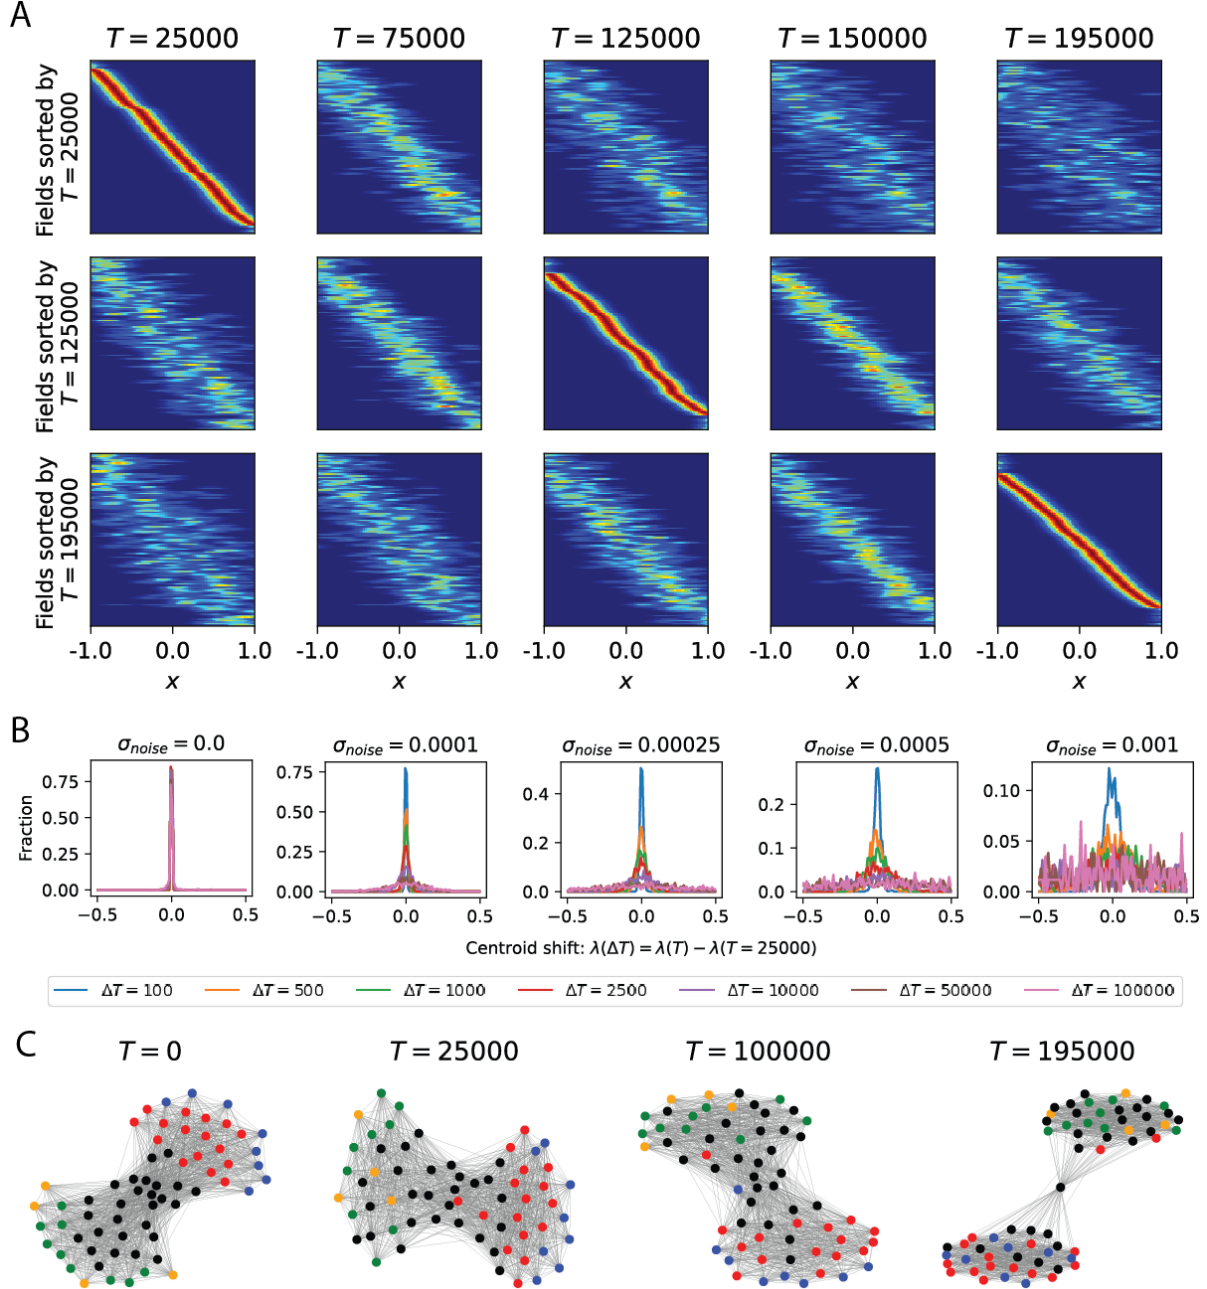 A
T = 25000
T = 75000
T = 125000
T = 150000
T = 195000
Fields sorted by
T = 25000
Fields sorted by
T = 125000
Fields sorted by
T = 195000
-1.0 0.0 1.0
-1.0 0.0 1.0
-1.0 0.0 1.0
-1.0 0.0 1.0
-1.0 0.0 1.0
x
x
x
x
x
B
σnoise = 0.0
σnoise = 0.0001
σnoise = 0.00025
σnoise = 0.0005
σnoise = 0.001
Fraction
0.75
0.50
0.25
0.00
0.75
0.50
0.25
0.00
0.4
0.2
0.0
0.2
0.1
0.0
0.10
0.05
0.00
−0.5 0.0 0.5
−0.5 0.0 0.5
−0.5 0.0 0.5
−0.5 0.0 0.5
−0.5 0.0 0.5
Centroid shift: λ(ΔT) = λ(T) − λ(T = 25000)
ΔT = 100
ΔT = 500
ΔT = 1000
ΔT = 2500
ΔT = 10000
ΔT = 50000
ΔT = 100000
C
T = 0
T = 25000
T = 100000
T = 195000